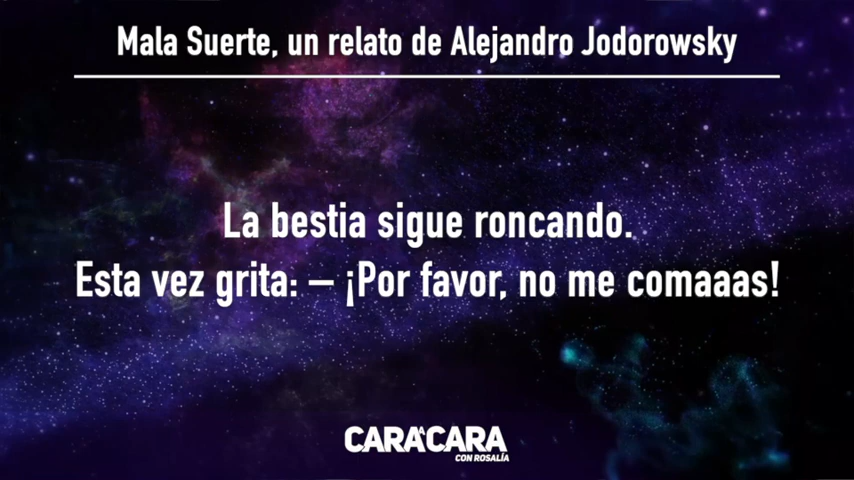 Mala Suerte, un relato de Alejandro Jodorowsky
La bestia sigue roncando.
Esta vez grita: – ¡Por favor, no me comaaas!
CARA A CARA
CON ROSALÍA